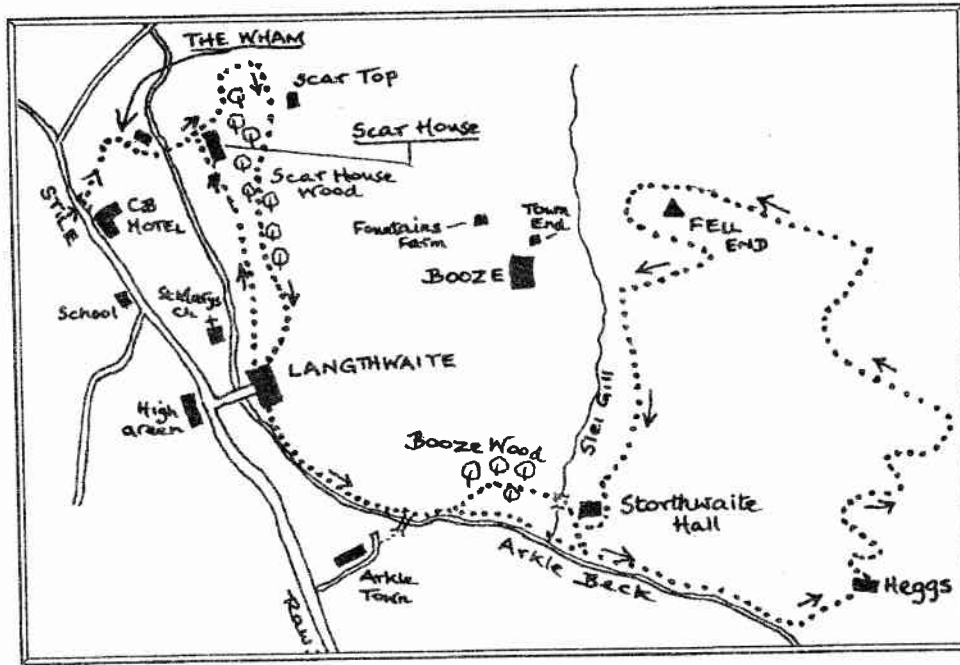 THE WHAM
Scar Top
Scar House
Scar House
Wood
STILE
CB
HOTEL
Fountains
Farm
Town
End
BOOZE
FELL
END
School
St Marys
Ch.
LANGTHWAITE
High
Green
Slei Gill
Booze Wood
Storthwaite
Hall
Arkle Beck
Arkle
Town
Heggs